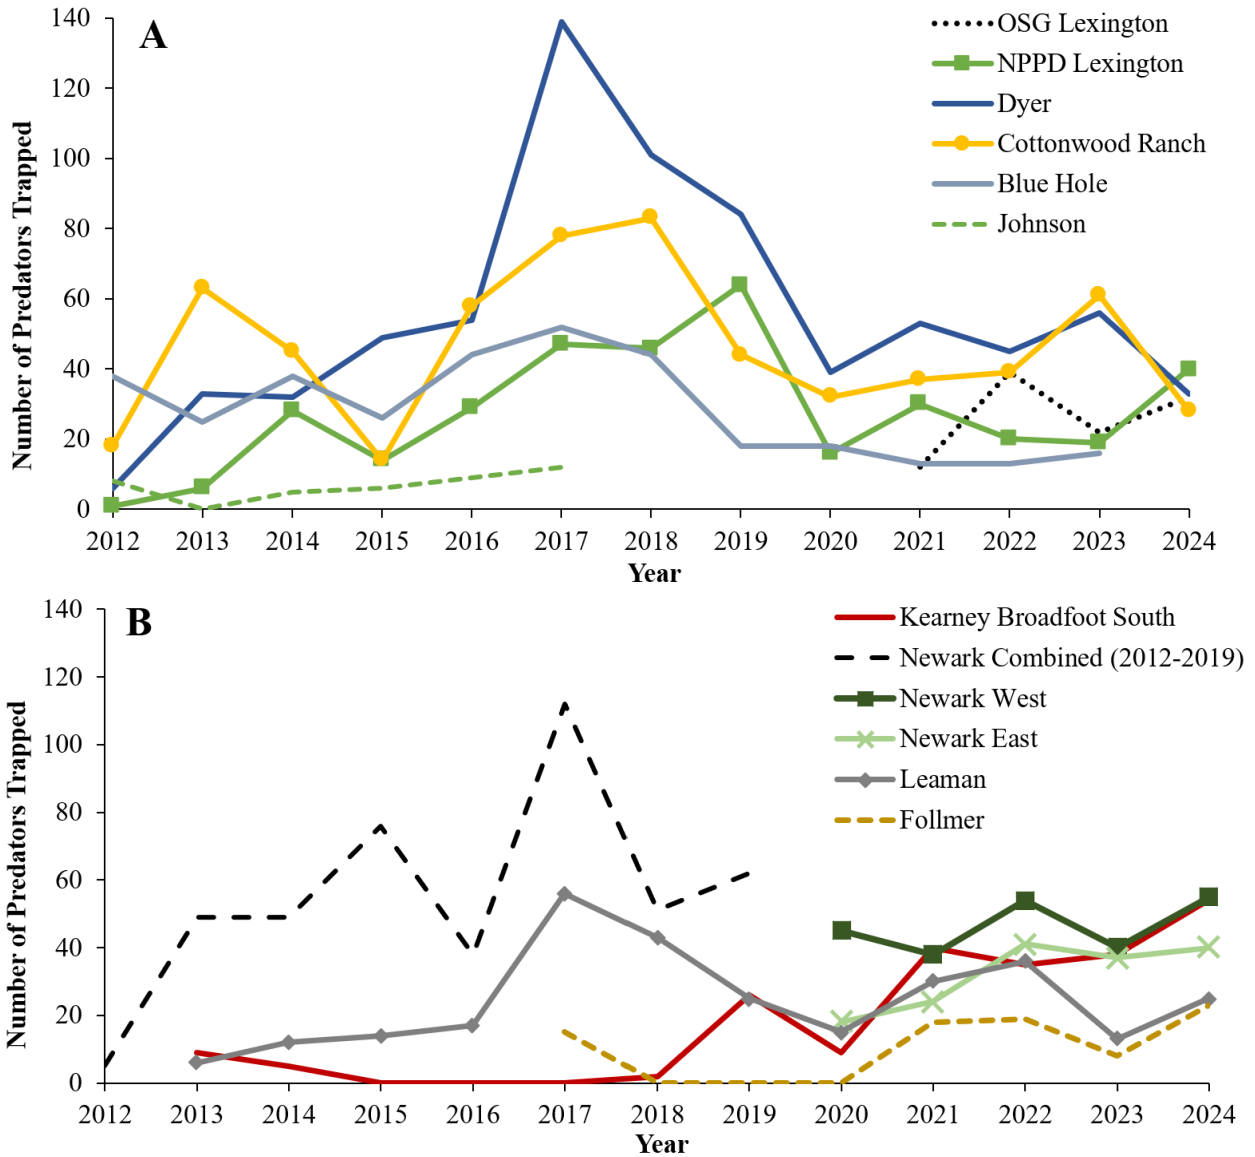 A
Number of Predators Trapped
140
120
100
80
60
40
20
0
2012 2013 2014 2015 2016 2017 2018 2019 2020 2021 2022 2023 2024
Year
OSG Lexington
NPPD Lexington
Dyer
Cottonwood Ranch
Blue Hole
Johnson
B
Number of Predators Trapped
140
120
100
80
60
40
20
0
2012 2013 2014 2015 2016 2017 2018 2019 2020 2021 2022 2023 2024
Year
Kearney Broadfoot South
Newark Combined (2012-2019)
Newark West
Newark East
Leaman
Follmer